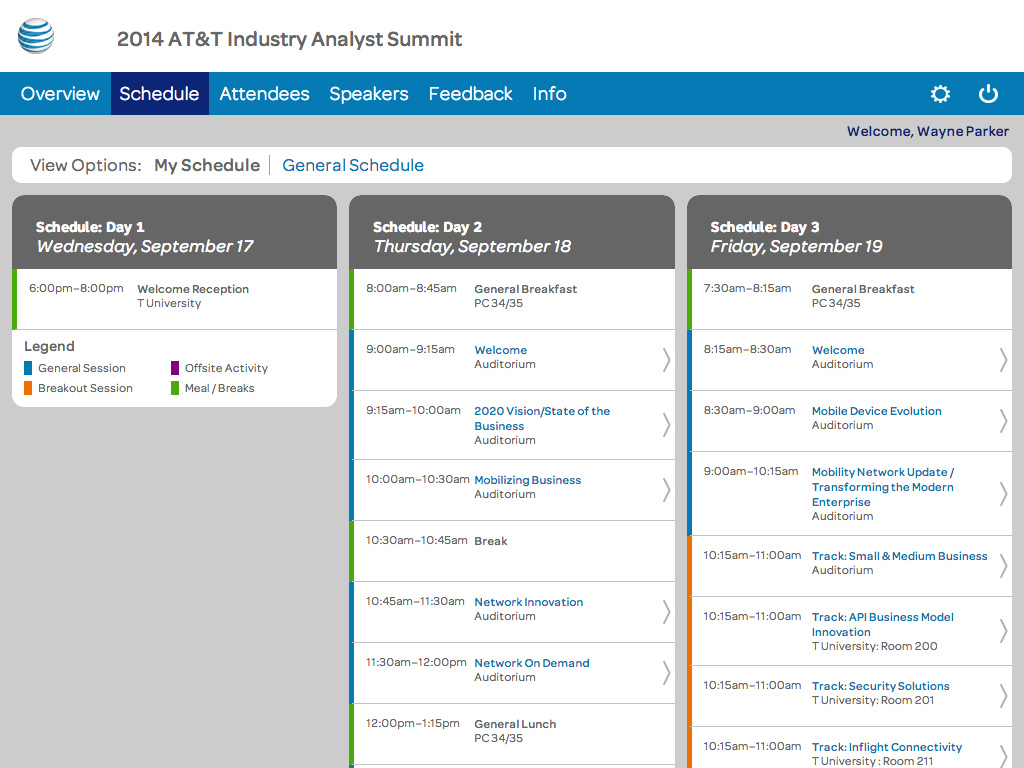 2014 AT&T Industry Analyst Summit
Overview Schedule Attendees Speakers Feedback Info
Welcome, Wayne Parker
View Options: My Schedule General Schedule
Schedule: Day 1
Wednesday, September 17
6:00pm–8:00pm Welcome Reception
T University
Legend
General Session Offsite Activity
Breakout Session Meal / Breaks
Schedule: Day 2
Thursday, September 18
8:00am–8:45am General Breakfast
PC 34/35
9:00am–9:15am Welcome
Auditorium
9:15am–10:00am 2020 Vision/State of the
Business
Auditorium
10:00am–10:30am Mobilizing Business
Auditorium
10:30am–10:45am Break
10:45am–11:30am Network Innovation
Auditorium
11:30am–12:00pm Network On Demand
Auditorium
12:00pm–1:15pm General Lunch
PC 34/35
Schedule: Day 3
Friday, September 19
7:30am–8:15am General Breakfast
PC 34/35
8:15am–8:30am Welcome
Auditorium
8:30am–9:00am Mobile Device Evolution
Auditorium
9:00am–10:15am Mobility Network Update /
Transforming the Modern
Enterprise
Auditorium
10:15am–11:00am Track: Small & Medium Business
Auditorium
10:15am–11:00am Track: API Business Model
Innovation
T University: Room 200
10:15am–11:00am Track: Security Solutions
T University: Room 201
10:15am–11:00am Track: Inflight Connectivity
T University : Room 211